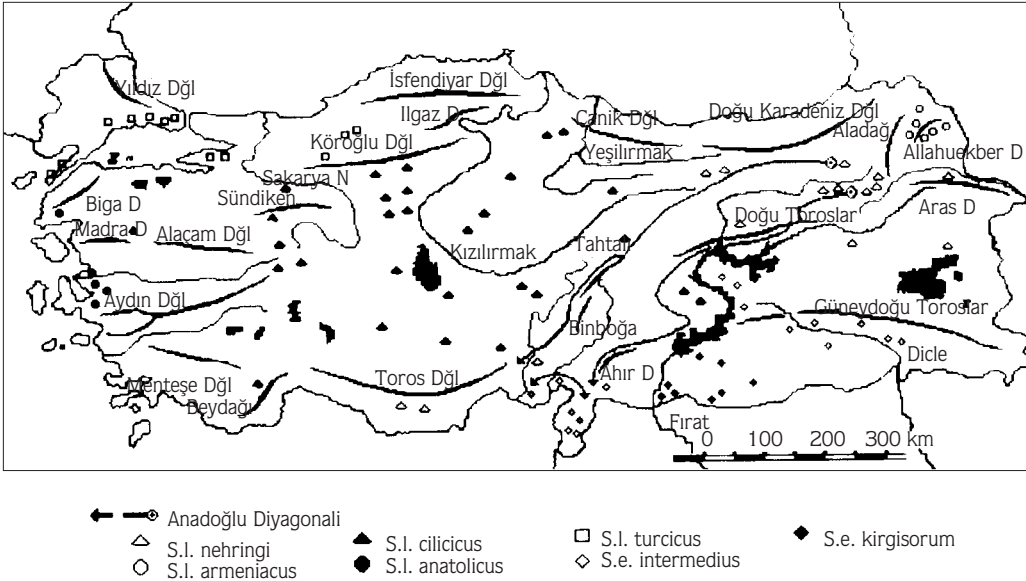 Yıldız Dğl
İsfendiyar Dğl
Ilgaz D
Canik Dğl
Doğu Karadeniz Dğl
Aladağ
Köroğlu Dğl
Yeşilırmak
Allahuekber D
Sakarya N
Sündiken
Biga D
Aras D
Madra D
Alaçam Dğl
Doğu Toroslar
Kızılırmak
Tahtalı
Aydın Dğl
Güneydoğu Toroslar
Binboğa
Dicle
Menteşe Dğl
Toros Dğl
Ahır D
Beydağı
Fırat
0 100 200 300 km
Anadoğlu Diyagonali
S.l. nehringi
S.l. armeniacus
S.l. cilicicus
S.l. anatolicus
S.l. turcicus
S.e. intermedius
S.e. kirgisorum